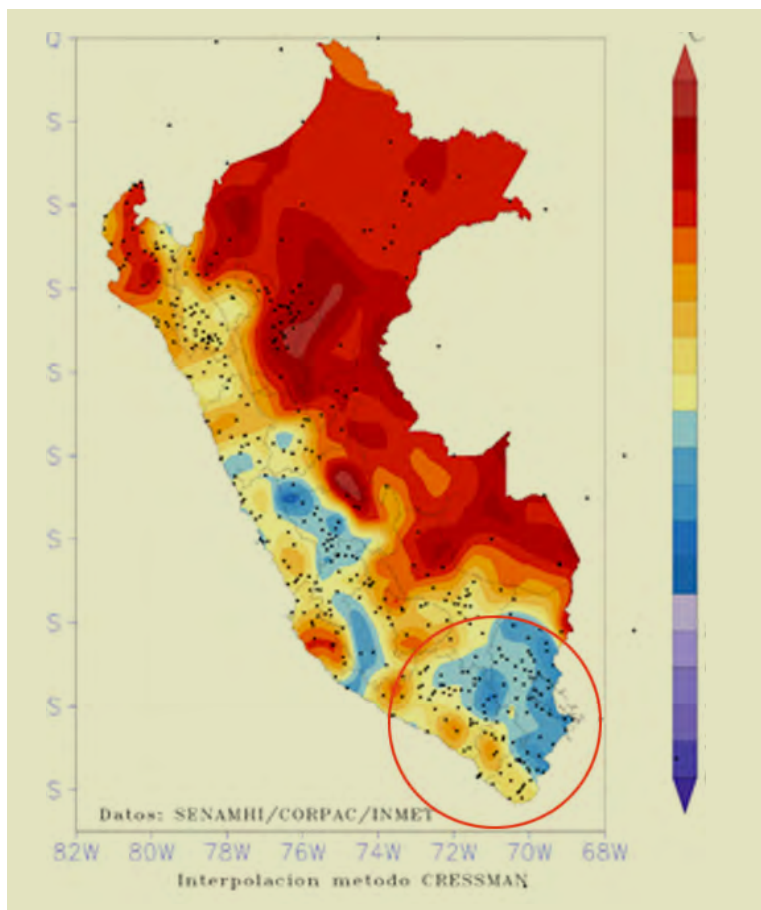 Q
C
S
S
S
S
S
S
S
S
S
Datos: SENAMHI/CORPAC/INMET
82W 80W 78W 76W 74W 72W 70W 68W
Interpolacion metodo CRESSMAN